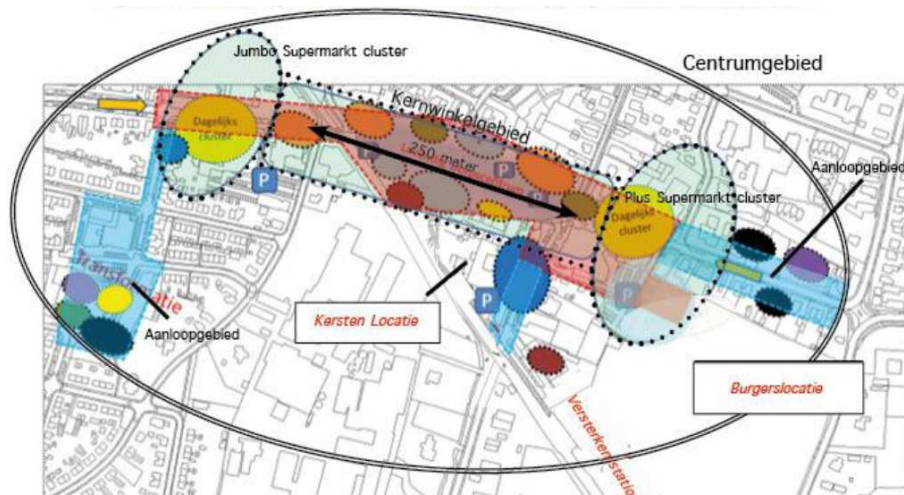 Jumbo Supermarkt cluster
Centrumgebied
Kernwinkelgebied
Dagelijks
cluster
250 meter
P
P
P
Aanloopgebied
Plus Supermarkt cluster
Dagelijks
cluster
P
P
Kersten Locatie
Aanloopgebied
Burgerslocatie